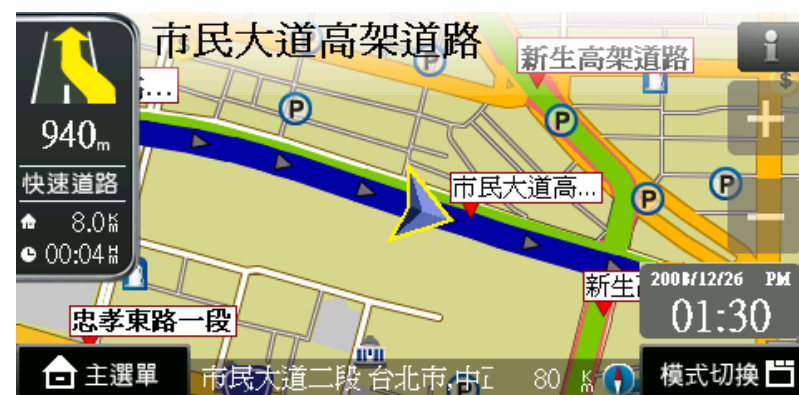 市民大道高架道路
新生高架道路
i
$
P
P
P
P
940m
快速道路
8.0KM
00:04HM
市民大道高...
新生
2008/12/26 PM
01:30
忠孝東路一段
主選單
市民大道二段 台北市,中正
80 KM
模式切換